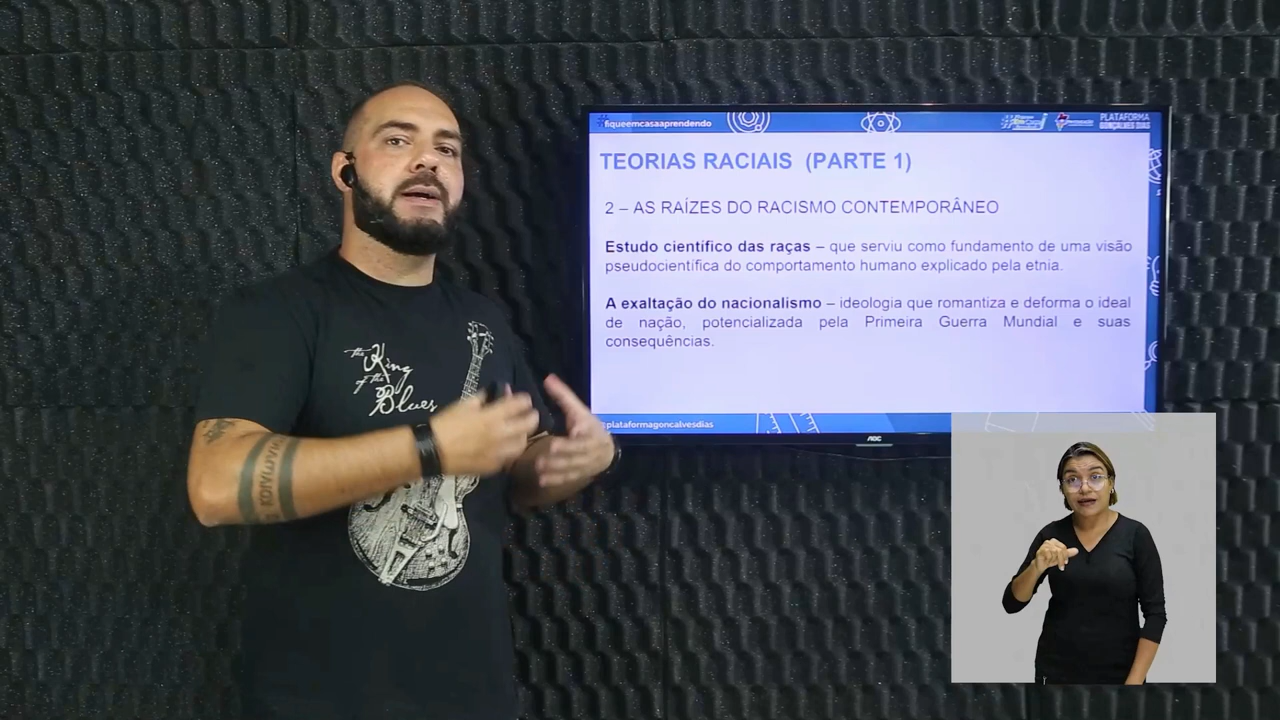 #fiqueemcasaaprendendo
PLATAFORMA
GONÇALVES DIAS
TEORIAS RACIAIS (PARTE 1)
2 – AS RAÍZES DO RACISMO CONTEMPORÂNEO
Estudo científico das raças – que serviu como fundamento de uma visão
pseudocientífica do comportamento humano explicado pela etnia.
A exaltação do nacionalismo – ideologia que romantiza e deforma o ideal
de nação, potencializada pela Primeira Guerra Mundial e suas
consequências.
@plataformagoncalvesdias
AOC
the King
of the
Blues